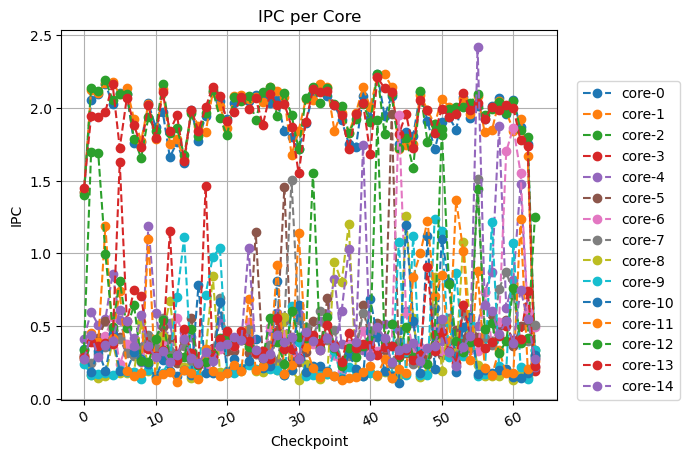 IPC per Core
IPC
2.5
2.0
1.5
1.0
0.5
0.0
0
10
20
30
40
50
60
Checkpoint
core-0
core-1
core-2
core-3
core-4
core-5
core-6
core-7
core-8
core-9
core-10
core-11
core-12
core-13
core-14